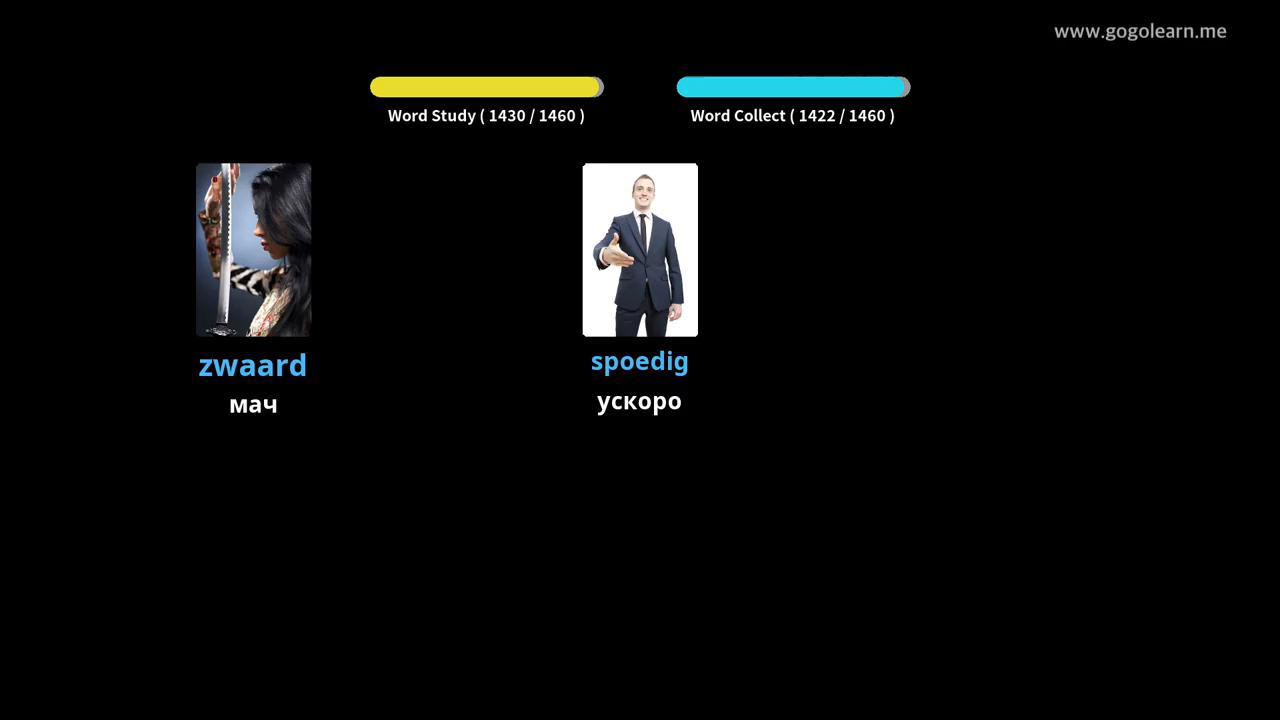 www.gogolearn.me
Word Study ( 1430 / 1460 )
Word Collect ( 1422 / 1460 )
zwaard
мач
spoedig
ускоро